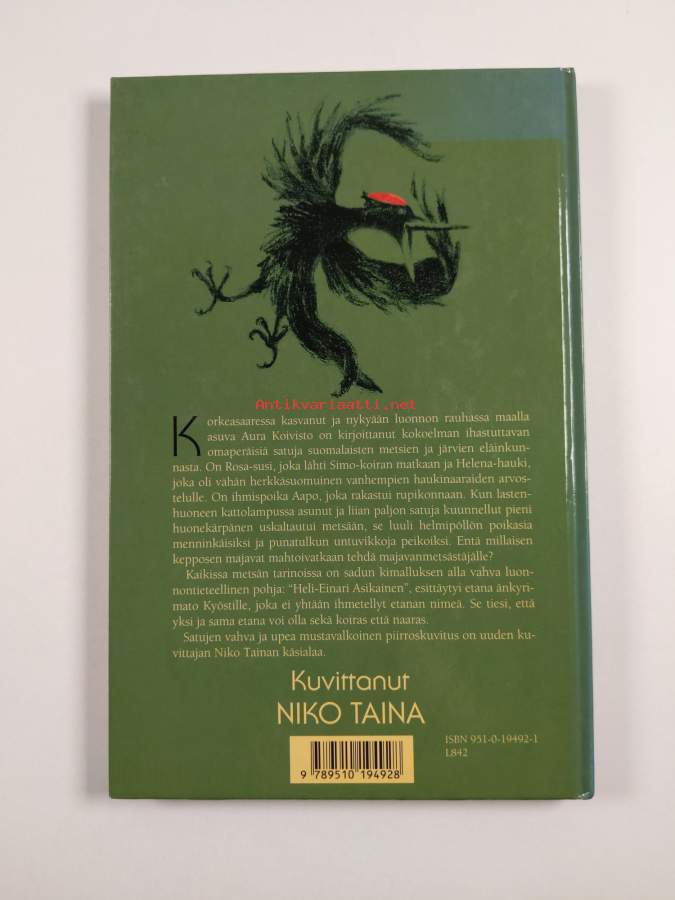 Antikvariaatti.net
Korkeasaaressa kasvanut ja nykyään luonnon rauhassa maalla
asuva Aura Koivisto on kirjoittanut kokoelman ihastuttavan
omaperäisiä satuja suomalaisten metsien ja järvien eläinkun-
nasta. On Rosa-susi, joka lähti Simo-koiran matkaan ja Helena-hauki,
joka oli vähän herkkäsuomuinen vanhempien haukinaaraiden arvos-
telulle. On ihmispoika Aapo, joka rakastui rupikonnaan. Kun lasten-
huoneen kattolampussa asunut ja liian paljon satuja kuunnellut pieni
huonekärpänen uskaltautui metsään, se luuli helmipöllön poikasia
menninkäisiksi ja punatulkun untuvikkoja peikoiksi. Entä millaisen
kepposen majavat mahtoivatkaan tehdä majavanmetsästäjälle?
Kaikissa metsän tarinoissa on sadun kimalluksen alla vahva luon-
nontieteellinen pohja: "Heli-Einari Asikainen", esittäytyi etana änkyri-
mato Kyöstille, joka ei yhtään ihmetellyt etanan nimeä. Se tiesi, että
yksi ja sama etana voi olla sekä koiras että naaras.
Satujen vahva ja upea mustavalkoinen piirroskuvitus on uuden ku-
vittajan Niko Tainan käsialaa.
Kuvittanut
NIKO TAINA
ISBN 951-0-19492-1
L842
9 789510 194928